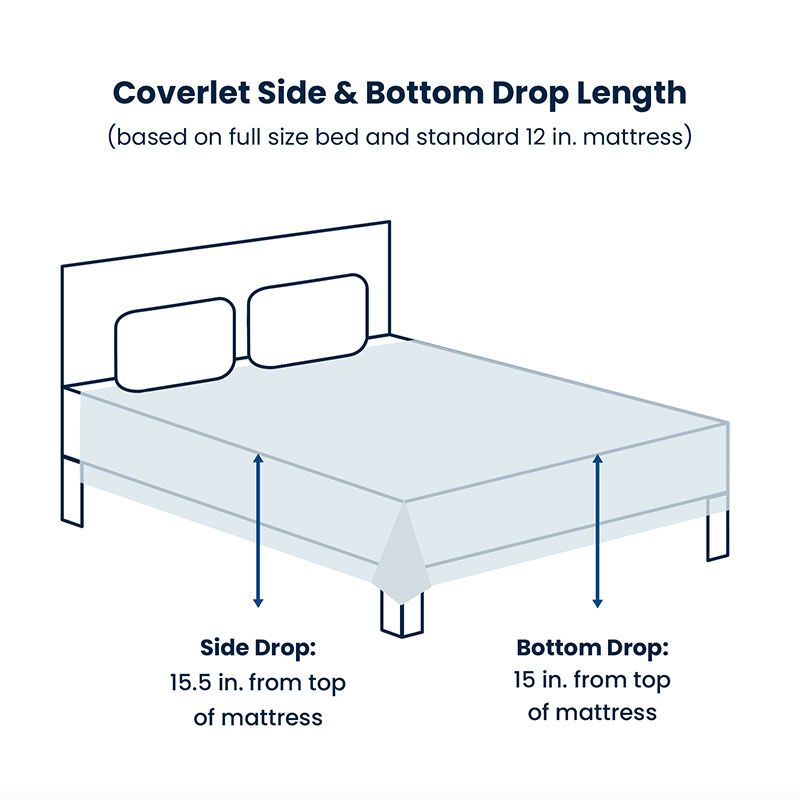 Coverlet Side & Bottom Drop Length
(based on full size bed and standard 12 in. mattress)
Side Drop:
15.5 in. from top
of mattress
Bottom Drop:
15 in. from top
of mattress